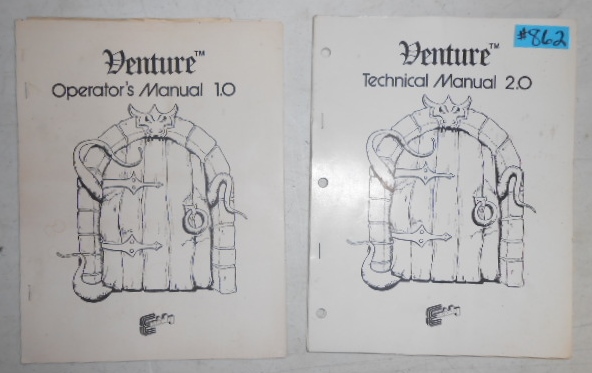 Venture™
Operator's Manual 1.0
Venture™
Technical Manual 2.0
#862